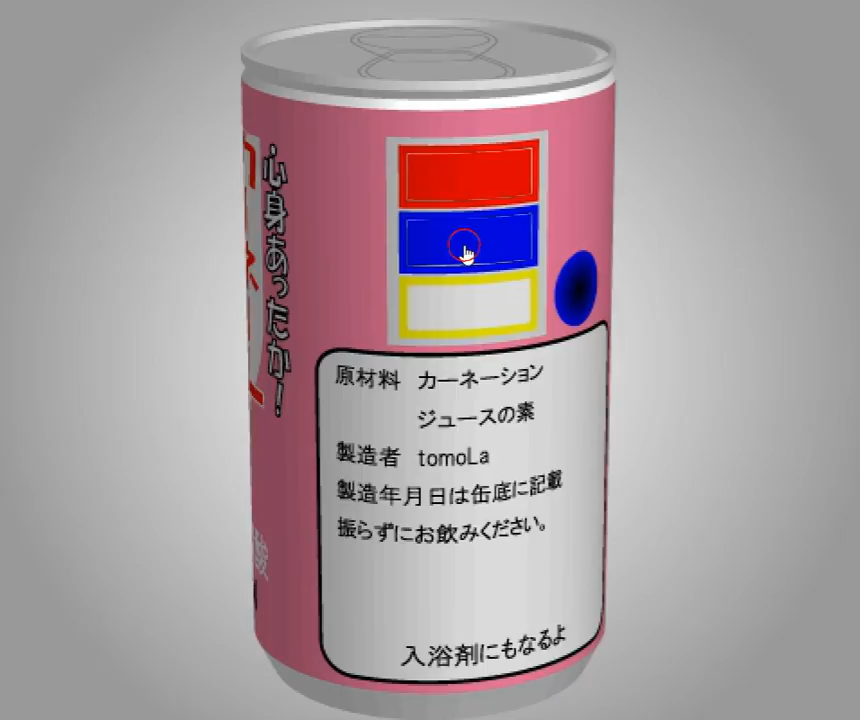 心身あったか！
原材料 カーネーション
ジュースの素
製造者 tomoLa
製造年月日は缶底に記載
振らずにお飲みください。
入浴剤にもなるよ
酸